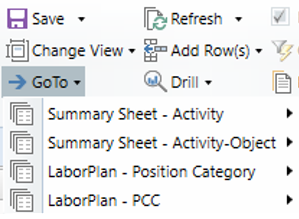 Save Refresh
Change View Add Row(s)
GoTo Drill
Summary Sheet - Activity
Summary Sheet - Activity-Object
LaborPlan - Position Category
LaborPlan - PCC